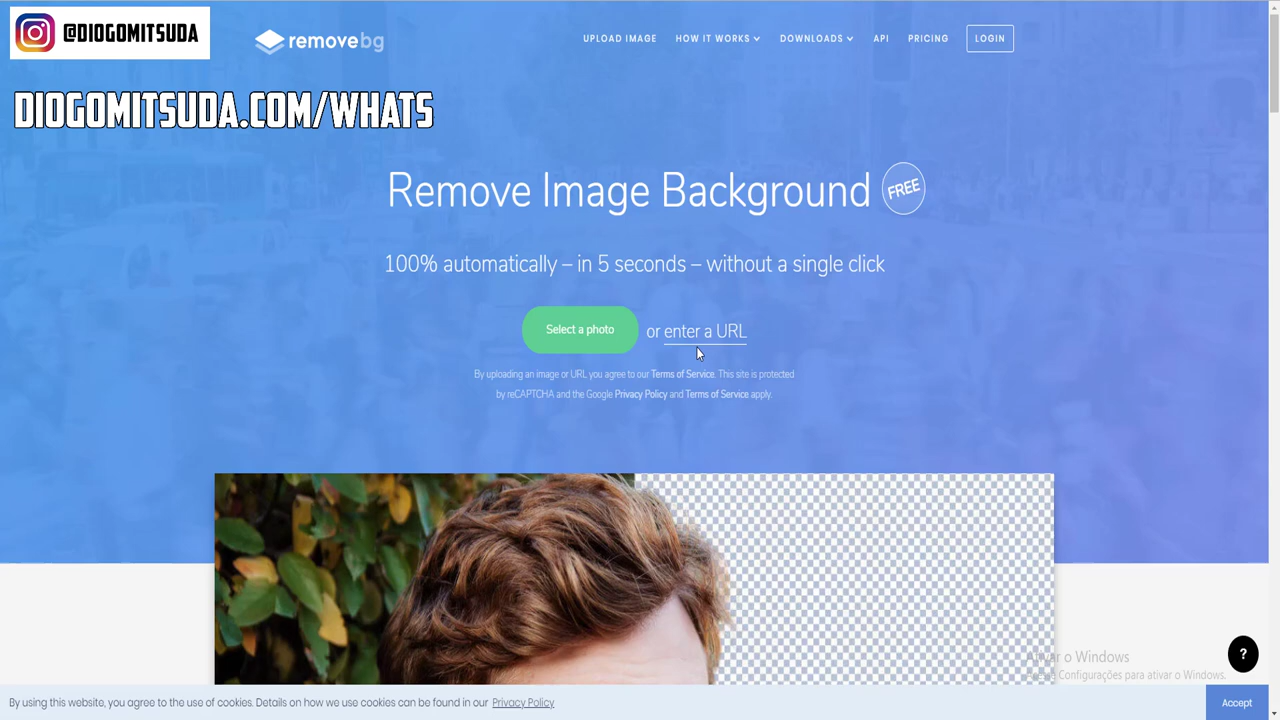 @DIOGOMITSUDA
removebg
UPLOAD IMAGE
HOW IT WORKS
DOWNLOADS
API
PRICING
LOGIN
DIOGOMITSUDA.COM/WHATS
Remove Image Background
FREE
100% automatically – in 5 seconds – without a single click
Select a photo
or enter a URL
By uploading an image or URL you agree to our Terms of Service. This site is protected
by reCAPTCHA and the Google Privacy Policy and Terms of Service apply.
Ativar o Windows
Acesse Configurações para ativar o Windows.
?
By using this website, you agree to the use of cookies. Details on how we use cookies can be found in our Privacy Policy
Accept